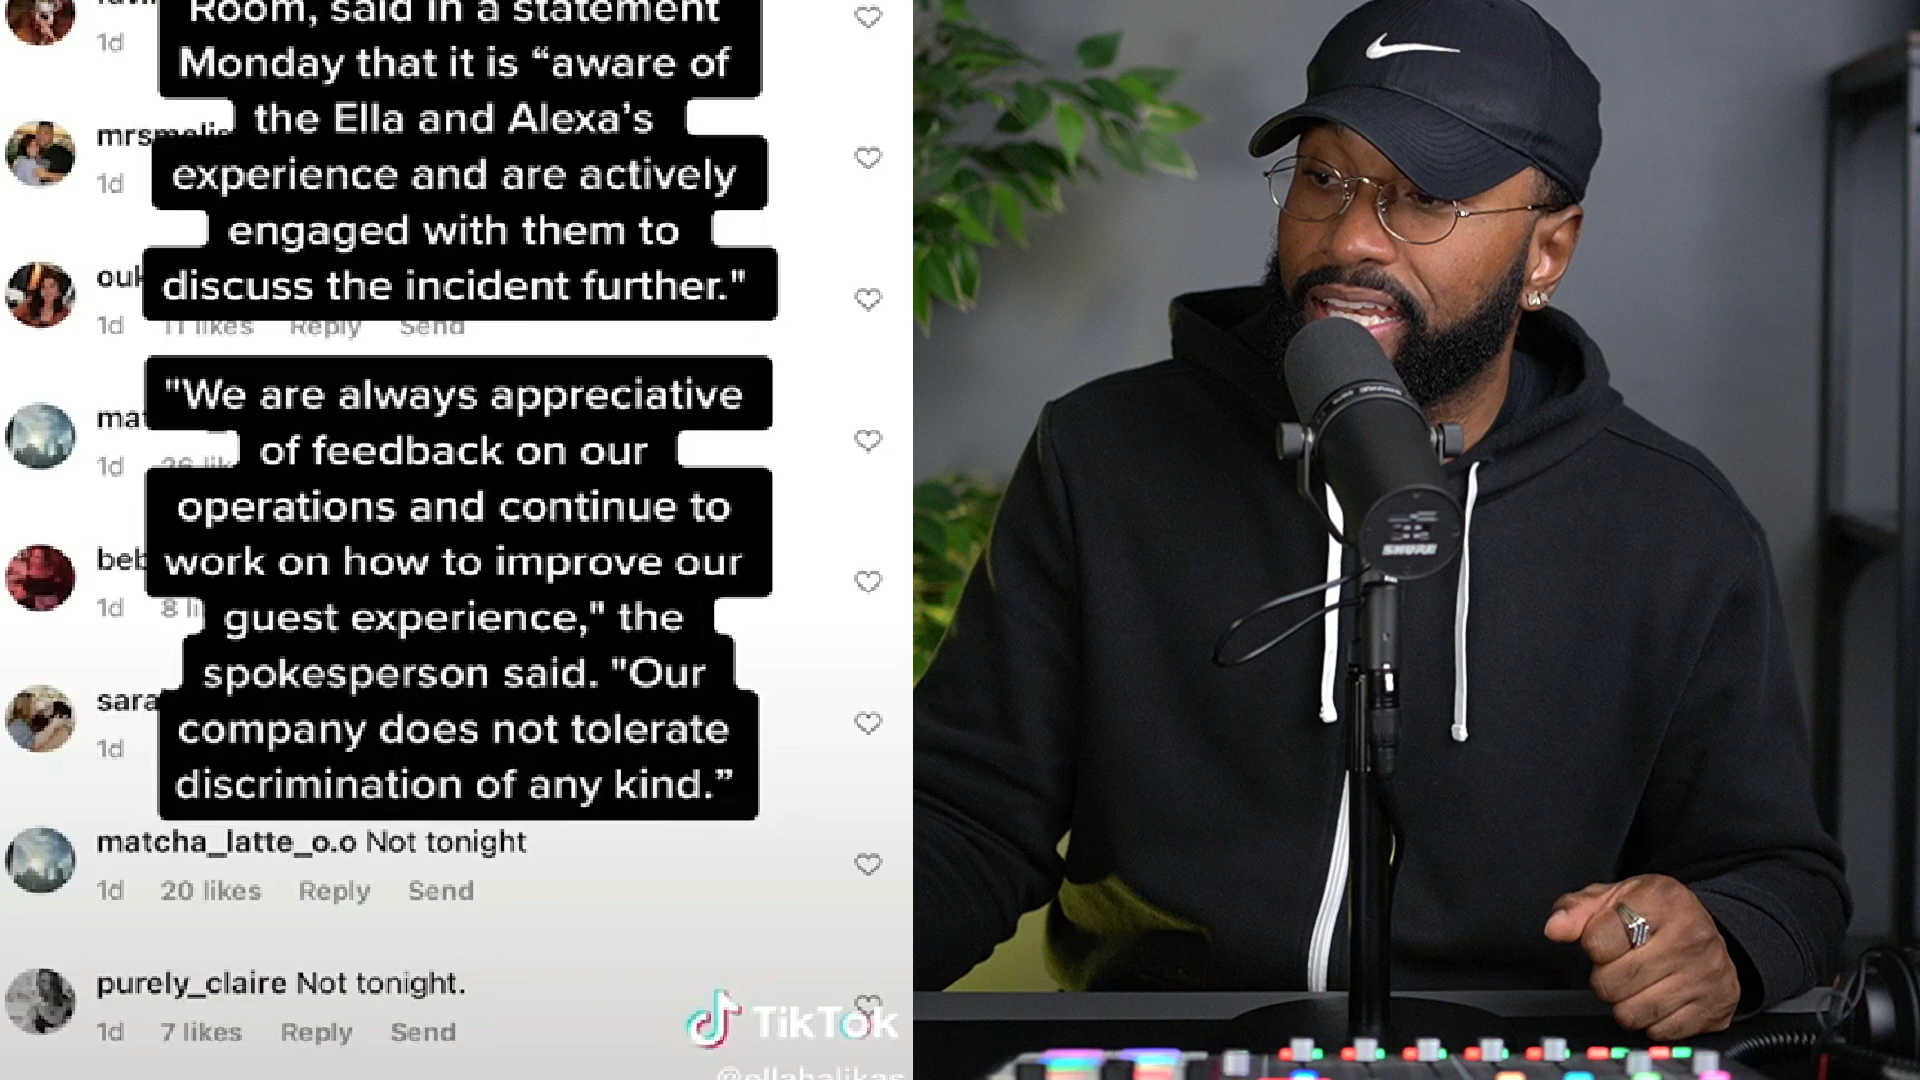 Room, said in a statement
1d
Monday that it is “aware of
the Ella and Alexa’s
1d
experience and are actively
engaged with them to
discuss the incident further."
1d 11 likes Reply Send
"We are always appreciative
of feedback on our
1d
operations and continue to
work on how to improve our
1d
guest experience," the
spokesperson said. "Our
company does not tolerate
1d
discrimination of any kind.”
matcha_latte_o.o Not tonight
1d 20 likes Reply Send
purely_claire Not tonight.
1d 7 likes Reply Send
TikTok
@ellahalikas
SHURE